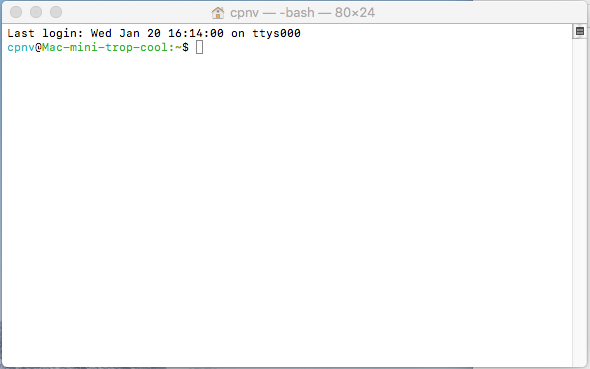 cpnv — -bash — 80×24
Last login: Wed Jan 20 16:14:00 on ttys000
cpnv@Mac-mini-trop-cool:~$